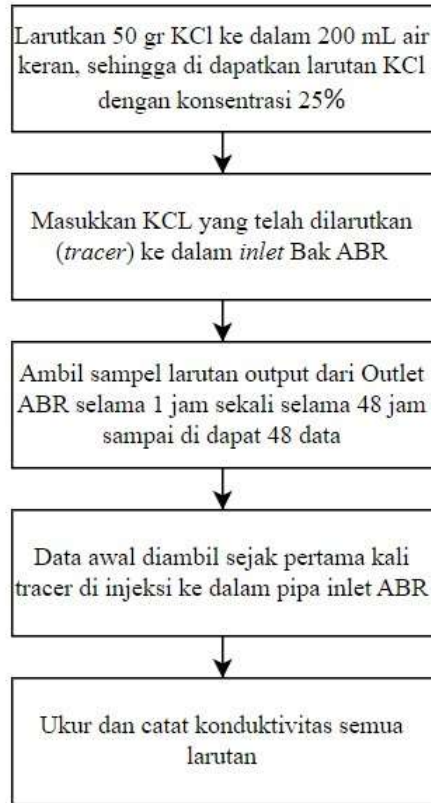 Larutkan 50 gr KCl ke dalam 200 mL air
keran, sehingga di dapatkan larutan KCl
dengan konsentrasi 25%
Masukkan KCL yang telah dilarutkan
(tracer) ke dalam inlet Bak ABR
Ambil sampel larutan output dari Outlet
ABR selama 1 jam sekali selama 48 jam
sampai di dapat 48 data
Data awal diambil sejak pertama kali
tracer di injeksi ke dalam pipa inlet ABR
Ukur dan catat konduktivitas semua
larutan